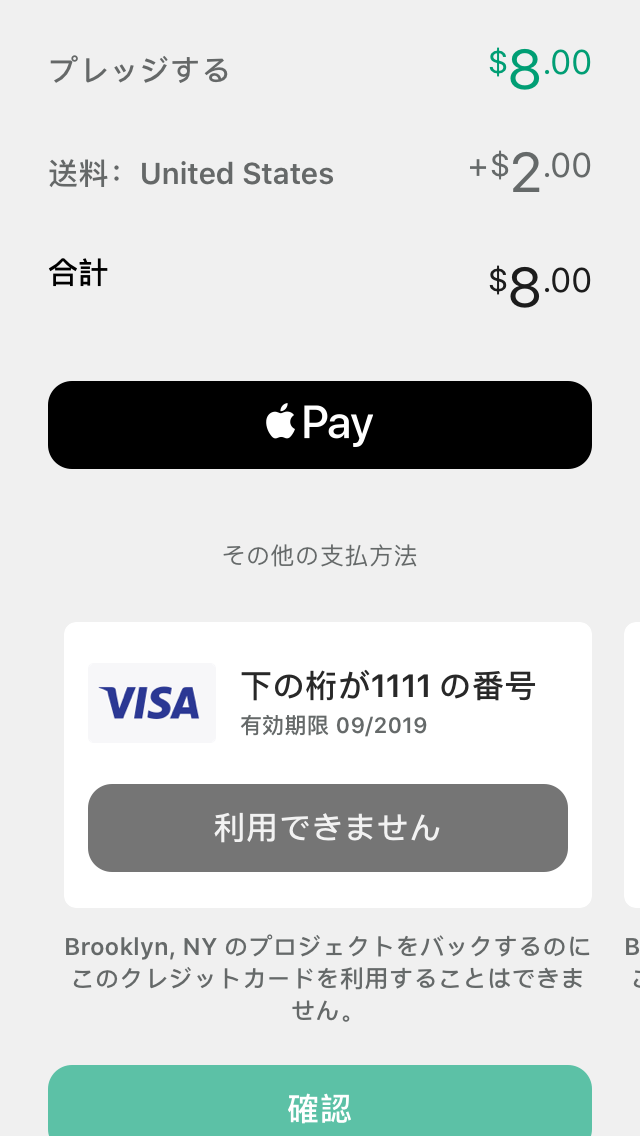 プレッジする $8.00
送料： United States +$2.00
合計 $8.00
Pay
その他の支払方法
VISA 下の桁が1111 の番号
有効期限 09/2019
利用できません
Brooklyn, NY のプロジェクトをバックするのに
このクレジットカードを利用することはできま
せん。
B
確認